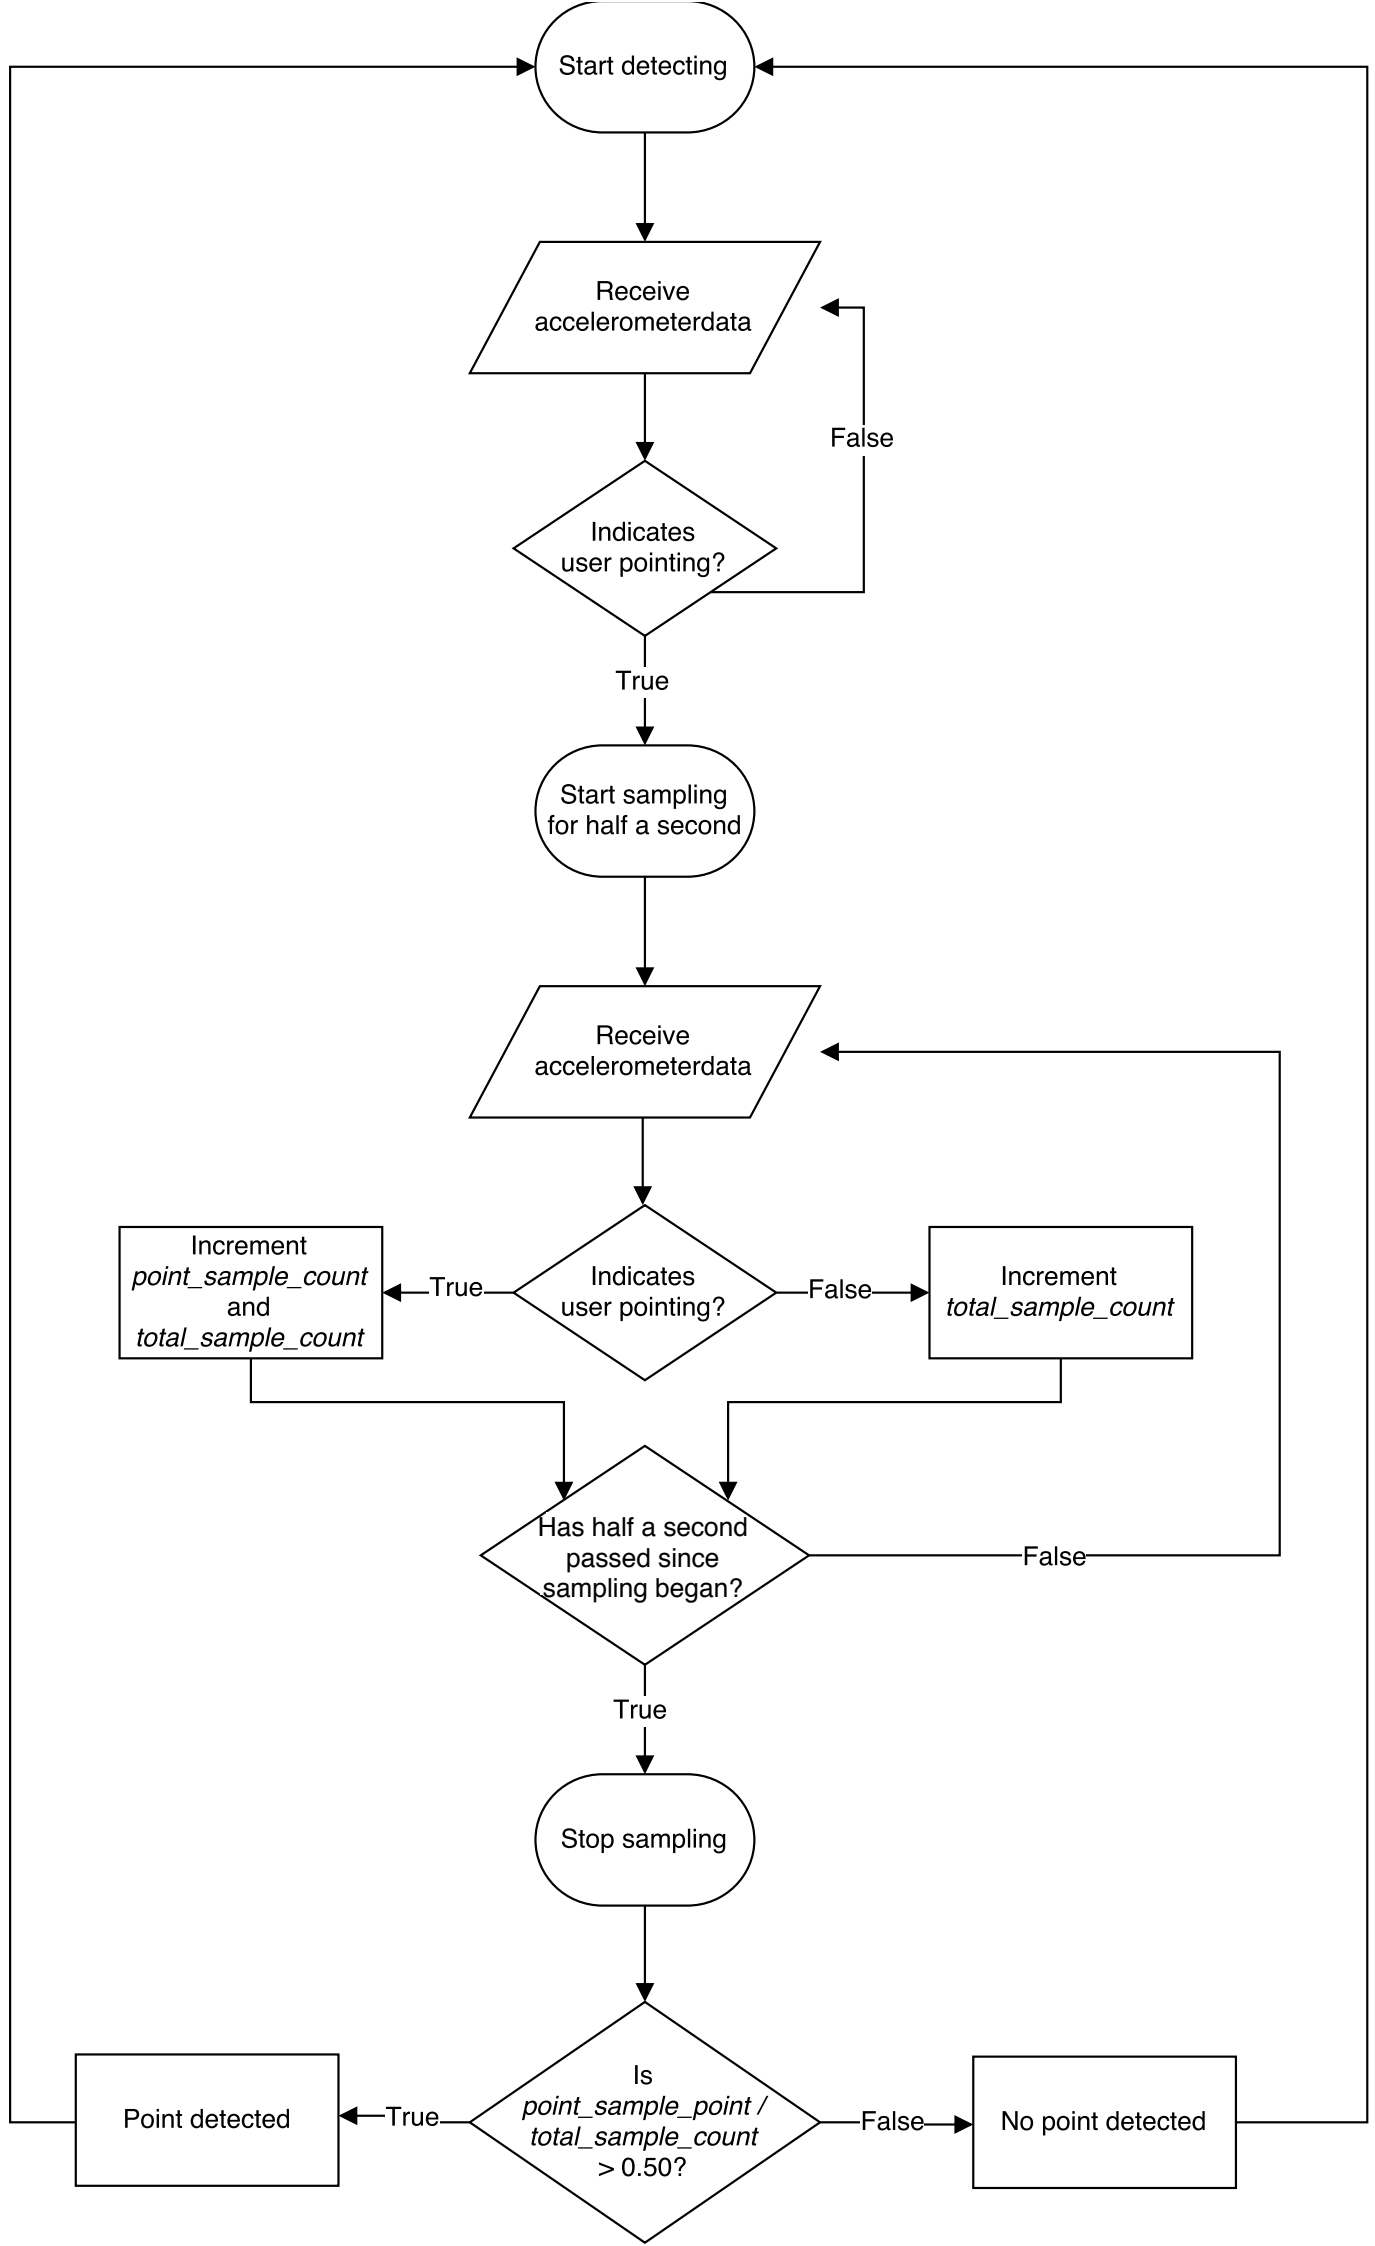 Start detecting
Receive
accelerometerdata
False
Indicates
user pointing?
True
Start sampling
for half a second
Receive
accelerometerdata
Increment
point_sample_count
and
total_sample_count
True
Indicates
user pointing?
False
Increment
total_sample_count
Has half a second
passed since
sampling began?
False
True
Stop sampling
Point detected
True
Is
point_sample_point /
total_sample_count
> 0.50?
False
No point detected